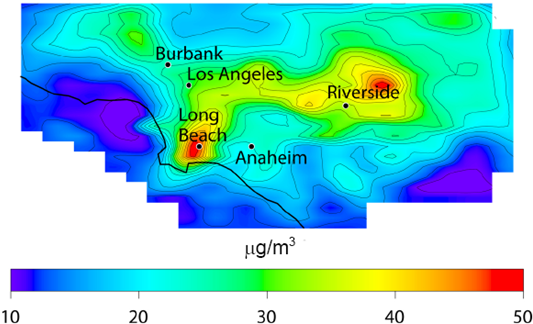 Burbank
Los Angeles
Riverside
Long
Beach
Anaheim
μg/m³
10 20 30 40 50